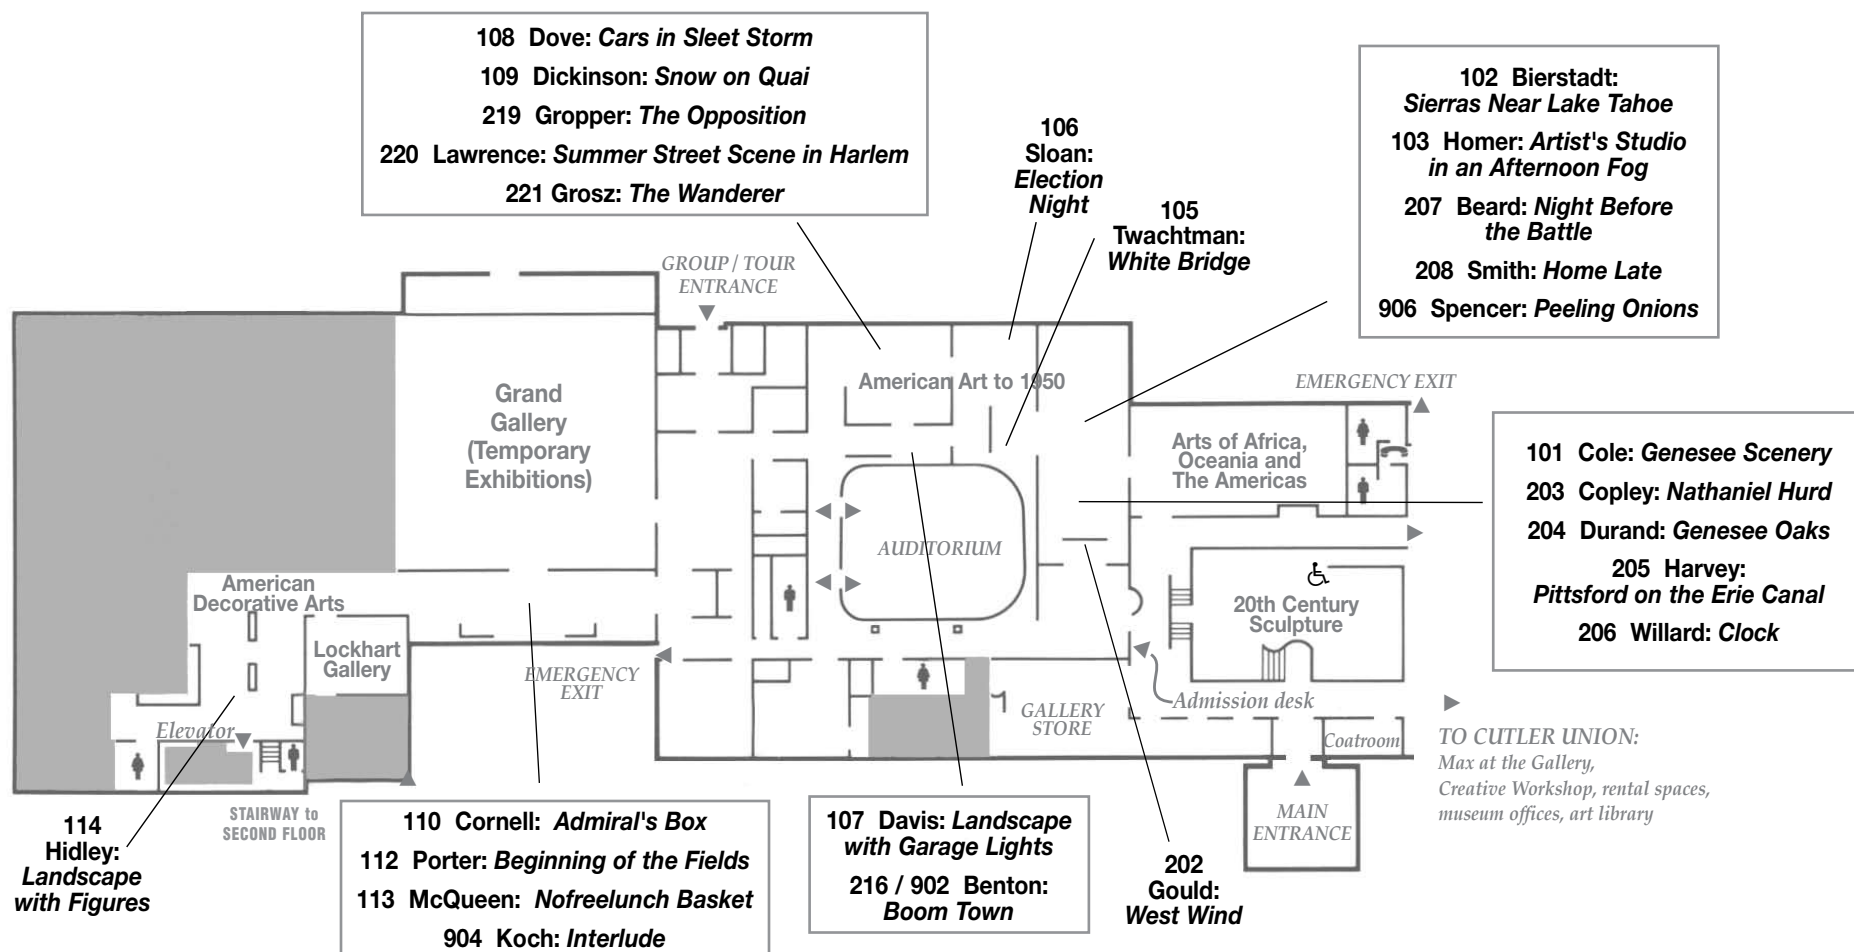 108 Dove: Cars in Sleet Storm
109 Dickinson: Snow on Quai
219 Gropper: The Opposition
220 Lawrence: Summer Street Scene in Harlem
221 Grosz: The Wanderer
106
Sloan:
Election
Night
105
Twachtman:
White Bridge
102 Bierstadt:
Sierras Near Lake Tahoe
103 Homer: Artist's Studio
in an Afternoon Fog
207 Beard: Night Before
the Battle
208 Smith: Home Late
906 Spencer: Peeling Onions
GROUP / TOUR
ENTRANCE
Grand
Gallery
(Temporary
Exhibitions)
American Art to 1950
EMERGENCY EXIT
Arts of Africa,
Oceania and
The Americas
101 Cole: Genesee Scenery
203 Copley: Nathaniel Hurd
204 Durand: Genesee Oaks
205 Harvey:
Pittsford on the Erie Canal
206 Willard: Clock
AUDITORIUM
American
Decorative Arts
Lockhart
Gallery
20th Century
Sculpture
EMERGENCY
EXIT
Elevator
GALLERY
STORE
Admission desk
Coatroom
TO CUTLER UNION:
Max at the Gallery,
Creative Workshop, rental spaces,
museum offices, art library
MAIN
ENTRANCE
STAIRWAY to
SECOND FLOOR
114
Hidley:
Landscape
with Figures
110 Cornell: Admiral's Box
112 Porter: Beginning of the Fields
113 McQueen: Nofreelunch Basket
904 Koch: Interlude
107 Davis: Landscape
with Garage Lights
216 / 902 Benton:
Boom Town
202
Gould:
West Wind